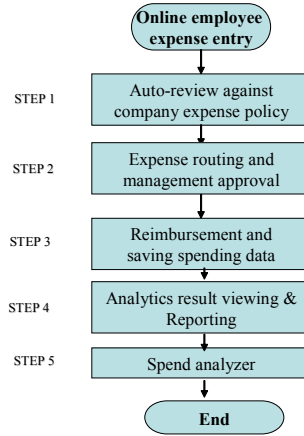 Online employee
expense entry
STEP 1
Auto-review against
company expense policy
STEP 2
Expense routing and
management approval
STEP 3
Reimbursement and
saving spending data
STEP 4
Analytics result viewing &
Reporting
STEP 5
Spend analyzer
End